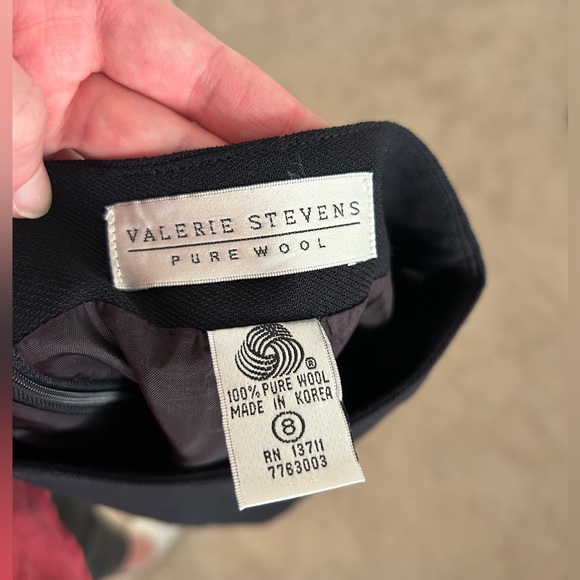 VALERIE STEVENS
PURE WOOL
®
100% PURE WOOL
MADE IN KOREA
8
RN 13711
7763003